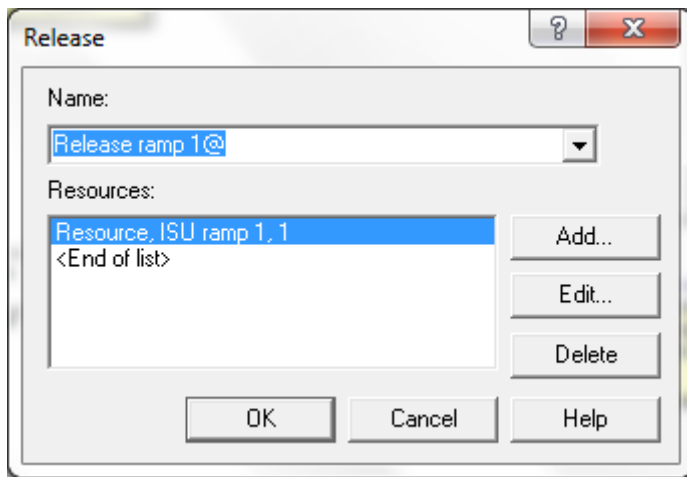 Release
Name:
Release ramp 1@
Resources:
Resource, ISU ramp 1, 1
<End of list>
Add...
Edit...
Delete
OK
Cancel
Help